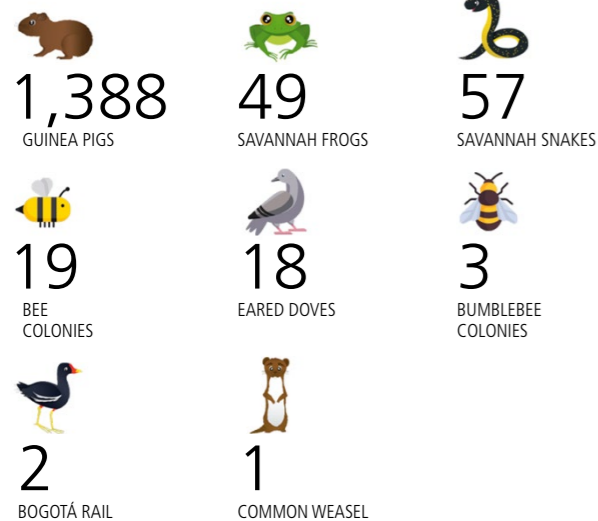 1,388
GUINEA PIGS
49
SAVANNAH FROGS
57
SAVANNAH SNAKES
19
BEE
COLONIES
18
EARED DOVES
3
BUMBLEBEE
COLONIES
2
BOGOTÁ RAIL
1
COMMON WEASEL